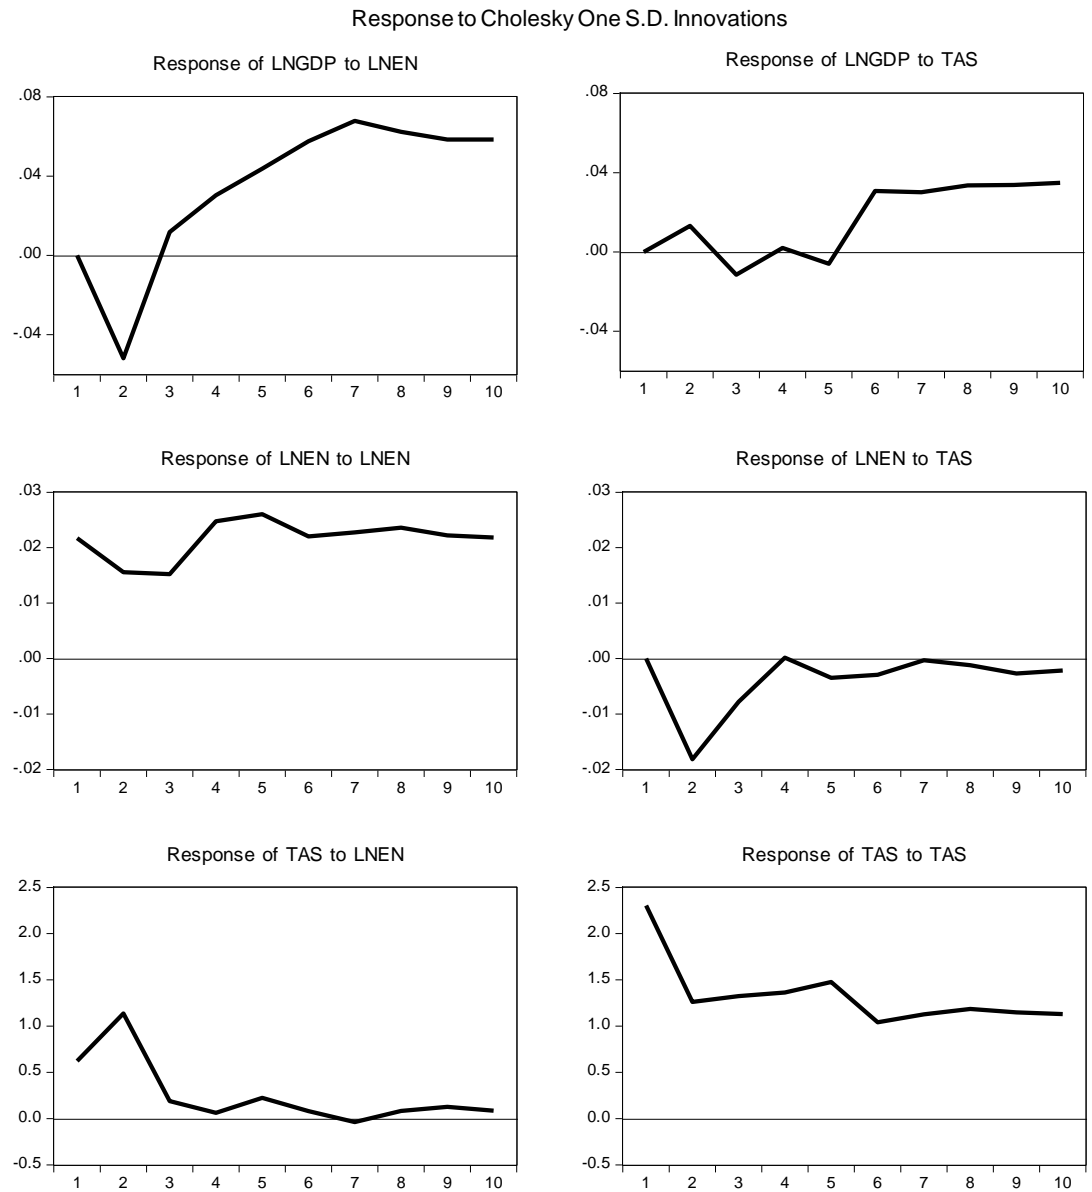 Response to Cholesky One S.D. Innovations
Response of LNGDP to LNEN
.08
.04
.00
-.04
1 2 3 4 5 6 7 8 9 10
Response of LNGDP to TAS
.08
.04
.00
-.04
1 2 3 4 5 6 7 8 9 10
Response of LNEN to LNEN
.03
.02
.01
.00
-.01
-.02
1 2 3 4 5 6 7 8 9 10
Response of LNEN to TAS
.03
.02
.01
.00
-.01
-.02
1 2 3 4 5 6 7 8 9 10
Response of TAS to LNEN
2.5
2.0
1.5
1.0
0.5
0.0
-0.5
1 2 3 4 5 6 7 8 9 10
Response of TAS to TAS
2.5
2.0
1.5
1.0
0.5
0.0
-0.5
1 2 3 4 5 6 7 8 9 10